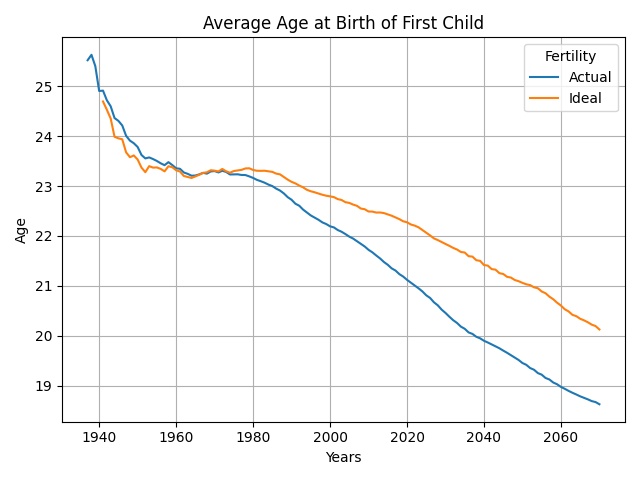 Average Age at Birth of First Child
Fertility
Actual
Ideal
Age
25
24
23
22
21
20
19
1940 1960 1980 2000 2020 2040 2060
Years